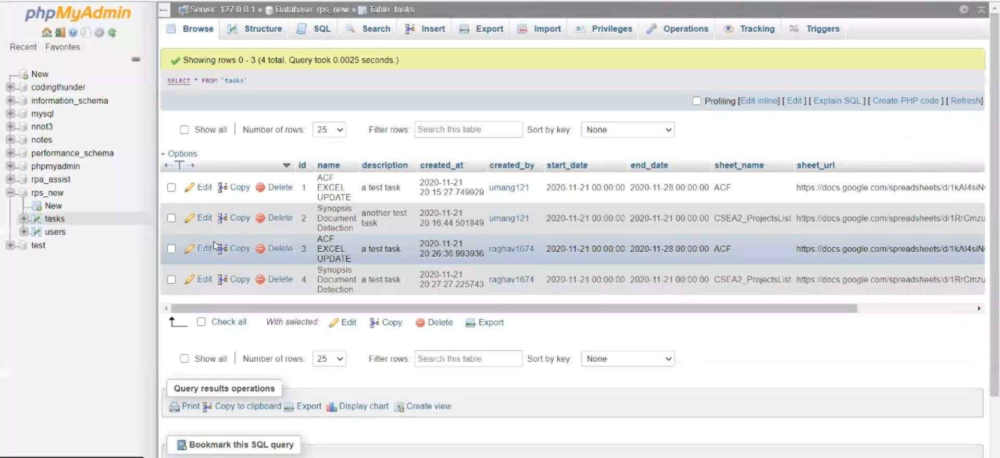 phpMyAdmin
Recent Favorites
New
codingthunder
information_schema
mysql
nnot3
notes
performance_schema
phpmyadmin
rpa_assist
rps_new
New
tasks
users
test
Server: 127.0.0.1 » Database: rps_new » Table: tasks
Browse Structure SQL Search Insert Export Import Privileges Operations Tracking Triggers
Showing rows 0 - 3 (4 total, Query took 0.0025 seconds.)
SELECT * FROM `tasks`
Profiling [Edit inline] [ Edit ] [ Explain SQL ] [ Create PHP code ] [ Refresh]
Show all Number of rows: 25 Filter rows: Search this table Sort by key: None
+ Options
←T→ id name description created_at created_by start_date end_date sheet_name sheet_url
Edit Copy Delete 1 ACF EXCEL UPDATE a test task 2020-11-21 20:15:27.749929 umang121 2020-11-21 00:00:00 2020-11-28 00:00:00 ACF https://docs.google.com/spreadsheets/d/1kAI4siN
Edit Copy Delete 2 Synopsis Document Detection another test task 2020-11-21 20:16:44.501849 umang121 2020-11-21 00:00:00 2020-11-21 00:00:00 CSEA2_ProjectsList https://docs.google.com/spreadsheets/d/1RrCmzu
Edit Copy Delete 3 ACF EXCEL UPDATE a test task 2020-11-21 20:26:36.993936 raghav1674 2020-11-21 00:00:00 2020-11-28 00:00:00 ACF https://docs.google.com/spreadsheets/d/1kAI4siN
Edit Copy Delete 4 Synopsis Document Detection a test task 2020-11-21 20:27:27.225743 raghav1674 2020-11-21 00:00:00 2020-11-21 00:00:00 CSEA2_ProjectsList https://docs.google.com/spreadsheets/d/1RrCmzu
Check all With selected: Edit Copy Delete Export
Show all Number of rows: 25 Filter rows: Search this table Sort by key: None
Query results operations
Print Copy to clipboard Export Display chart Create view
Bookmark this SQL query